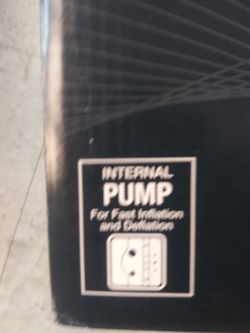 INTERNAL
PUMP
For Fast Inflation
and Deflation